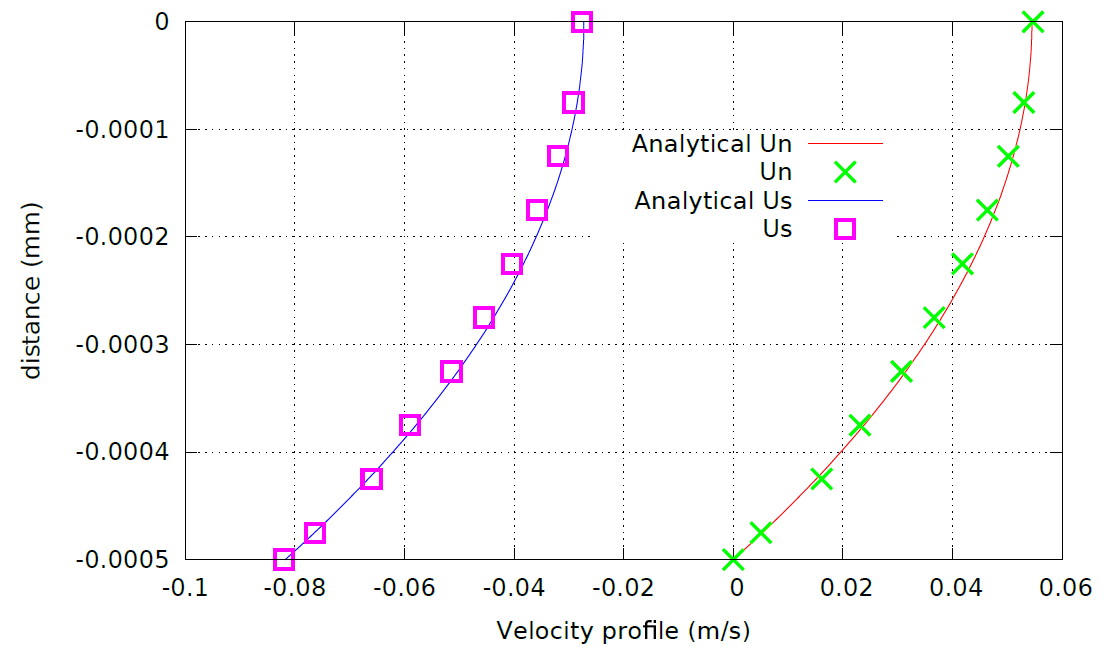 0
-0.0001
-0.0002
-0.0003
-0.0004
-0.0005
distance (mm)
Analytical Un
Un
Analytical Us
Us
-0.1 -0.08 -0.06 -0.04 -0.02 0 0.02 0.04 0.06
Velocity profile (m/s)